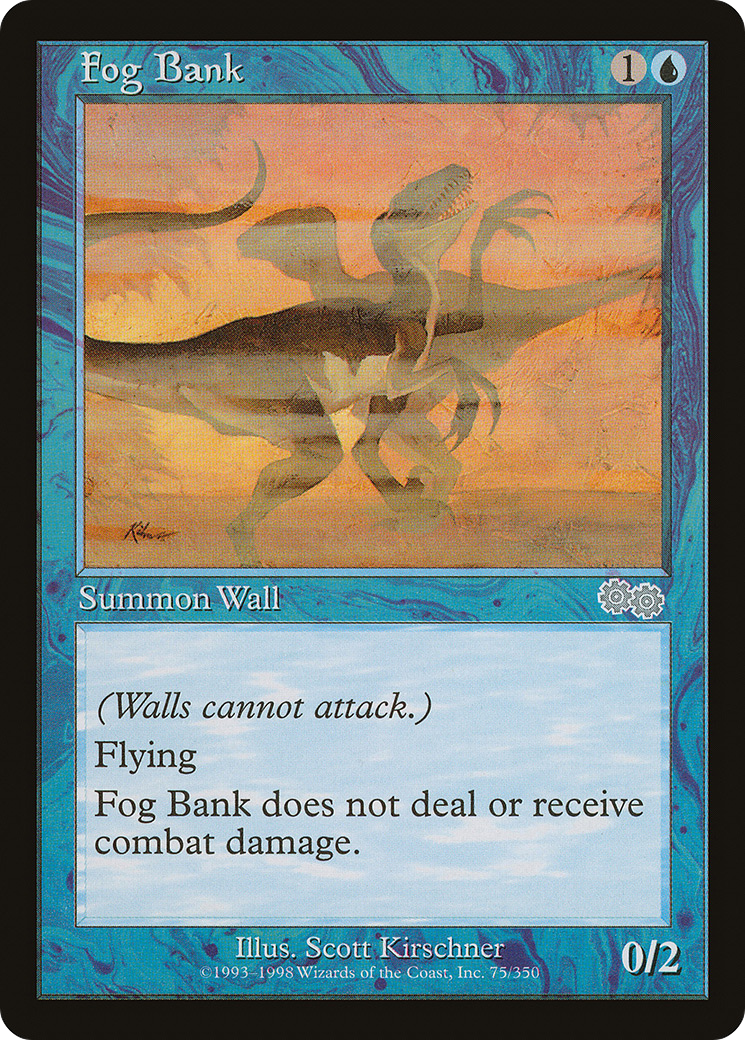 Fog Bank 1
Summon Wall
(Walls cannot attack.)
Flying
Fog Bank does not deal or receive
combat damage.
Illus. Scott Kirschner
©1993–1998 Wizards of the Coast, Inc. 75/350
0/2